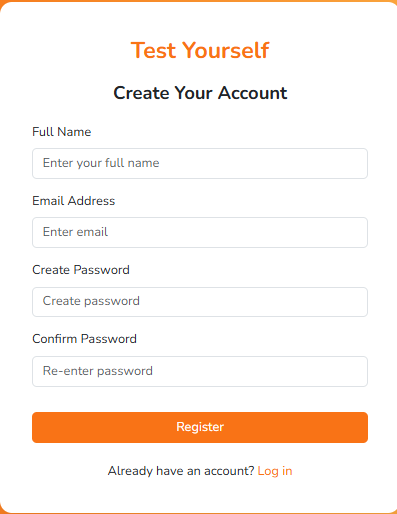 Test Yourself
Create Your Account
Full Name
Enter your full name
Email Address
Enter email
Create Password
Create password
Confirm Password
Re-enter password
Register
Already have an account? Log in